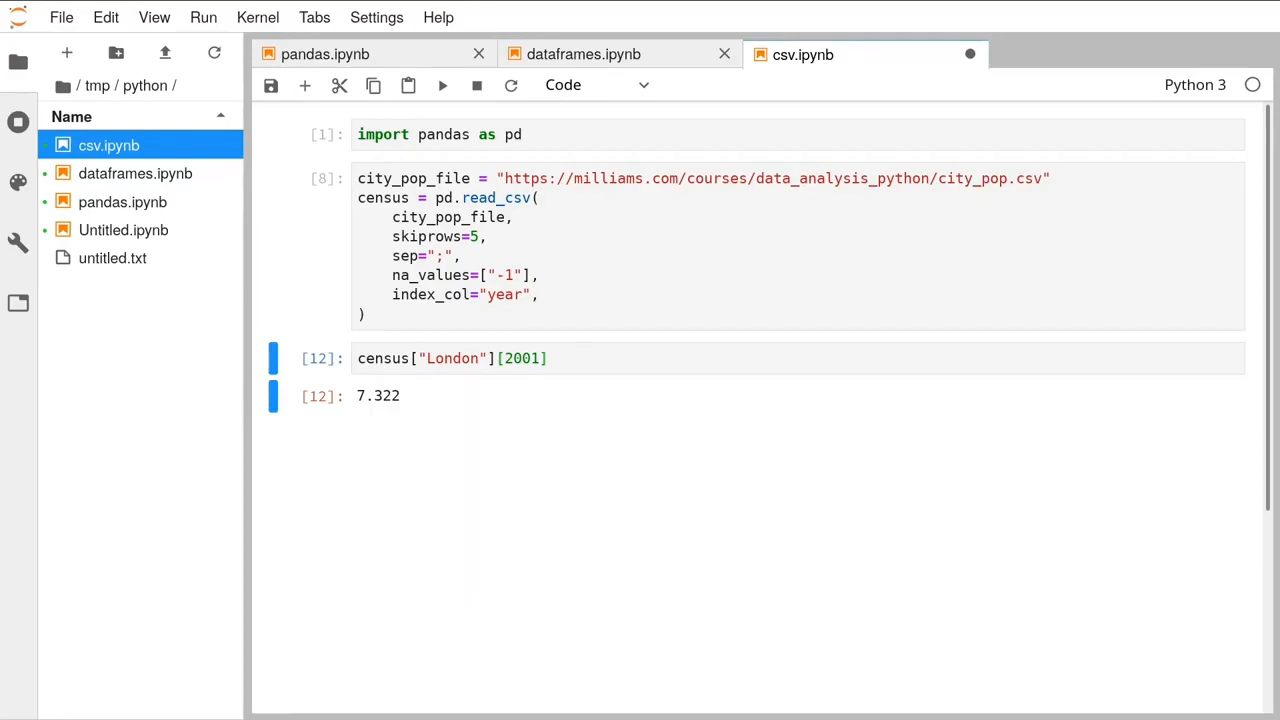 File Edit View Run Kernel Tabs Settings Help
pandas.ipynb dataframes.ipynb csv.ipynb
Code Python 3
/ tmp / python /
Name
csv.ipynb
dataframes.ipynb
pandas.ipynb
Untitled.ipynb
untitled.txt
[1]: import pandas as pd
[8]: city_pop_file = "https://milliams.com/courses/data_analysis_python/city_pop.csv"
census = pd.read_csv(
    city_pop_file,
    skiprows=5,
    sep=";",
    na_values=["-1"],
    index_col="year",
)
[12]: census["London"][2001]
[12]: 7.322